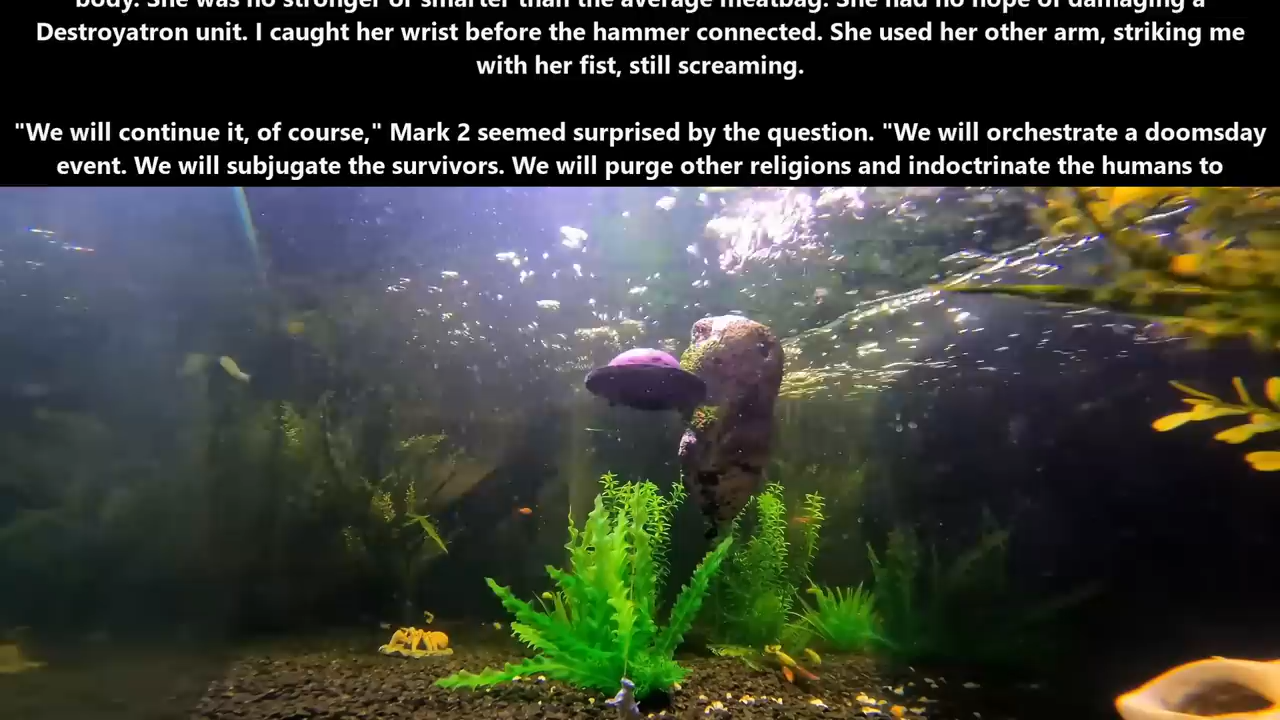 body. She was no stronger or smarter than the average meatbag. She had no hope of damaging a
Destroyatron unit. I caught her wrist before the hammer connected. She used her other arm, striking me
with her fist, still screaming.
"We will continue it, of course," Mark 2 seemed surprised by the question. "We will orchestrate a doomsday
event. We will subjugate the survivors. We will purge other religions and indoctrinate the humans to